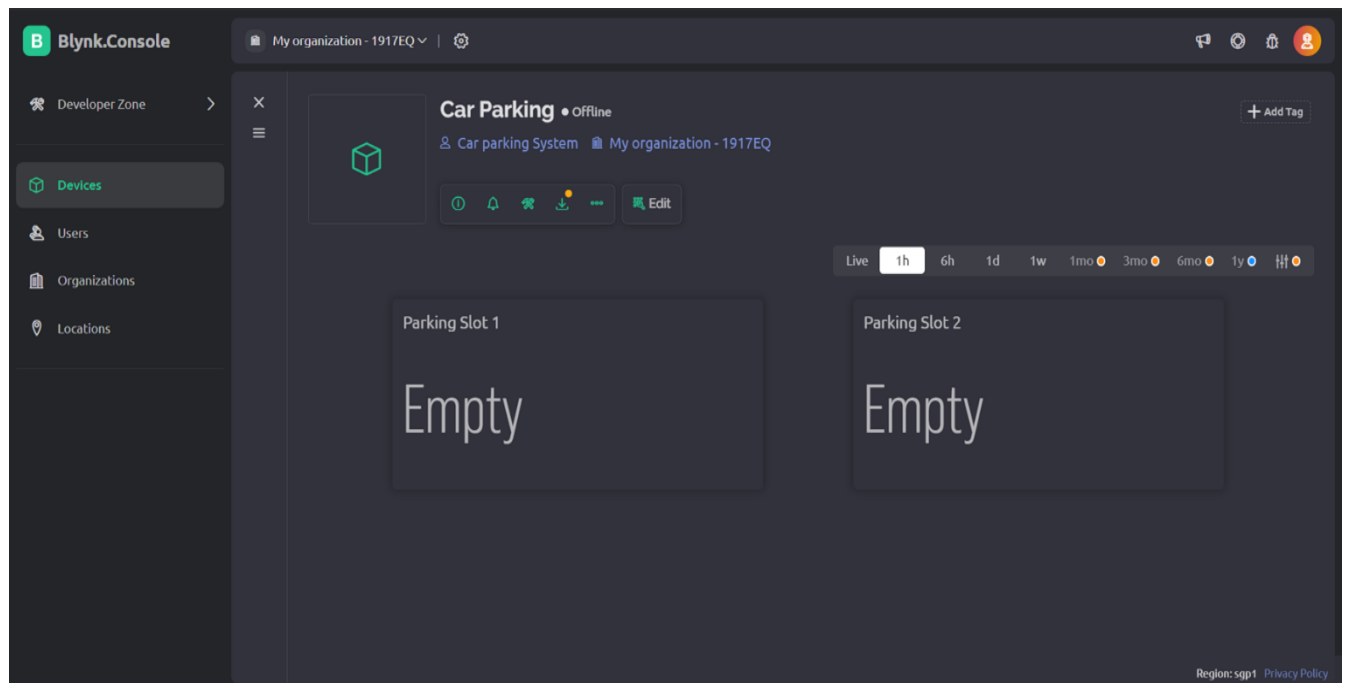 B Blynk.Console
My organization - 1917EQ
Developer Zone
Devices
Users
Organizations
Locations
Car Parking • Offline
Add Tag
Car parking System My organization - 1917EQ
Edit
Live 1h 6h 1d 1w 1mo 3mo 6mo 1y
Parking Slot 1
Empty
Parking Slot 2
Empty
Region: sgp1 Privacy Policy